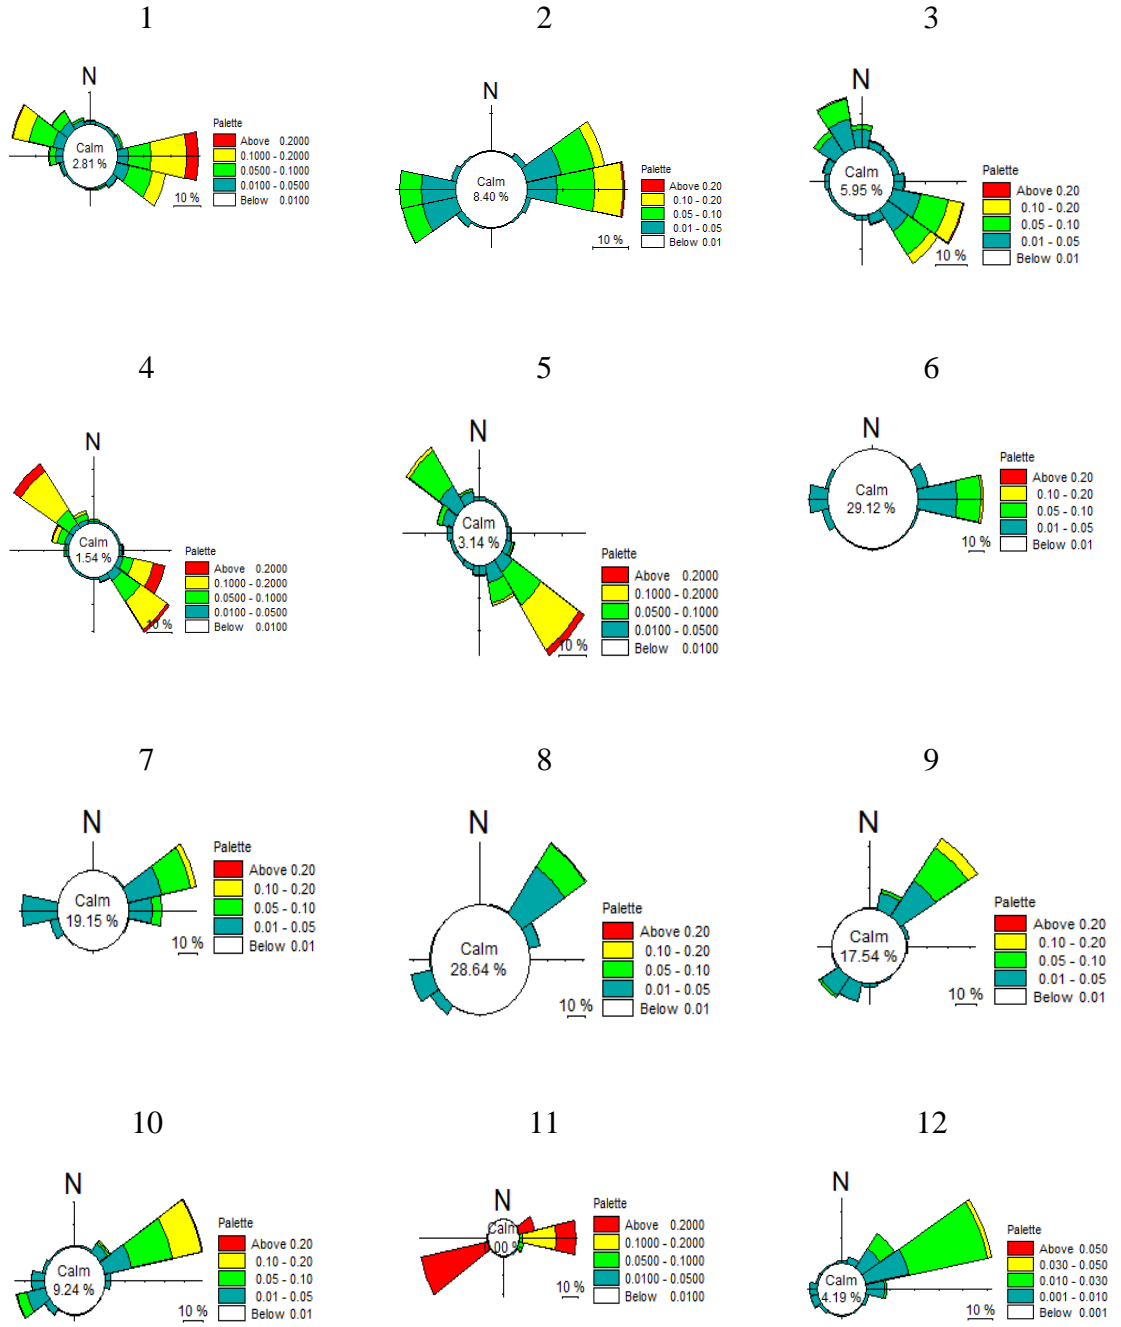 1
N
Calm
2.81 %
10 %
Palette
Above 0.2000
0.1000 - 0.2000
0.0500 - 0.1000
0.0100 - 0.0500
Below 0.0100
2
N
Calm
8.40 %
10 %
Palette
Above 0.20
0.10 - 0.20
0.05 - 0.10
0.01 - 0.05
Below 0.01
3
N
Calm
5.95 %
10 %
Palette
Above 0.20
0.10 - 0.20
0.05 - 0.10
0.01 - 0.05
Below 0.01
4
N
Calm
1.54 %
10 %
Palette
Above 0.2000
0.1000 - 0.2000
0.0500 - 0.1000
0.0100 - 0.0500
Below 0.0100
5
N
Calm
3.14 %
10 %
Palette
Above 0.2000
0.1000 - 0.2000
0.0500 - 0.1000
0.0100 - 0.0500
Below 0.0100
6
N
Calm
29.12 %
10 %
Palette
Above 0.20
0.10 - 0.20
0.05 - 0.10
0.01 - 0.05
Below 0.01
7
N
Calm
19.15 %
10 %
Palette
Above 0.20
0.10 - 0.20
0.05 - 0.10
0.01 - 0.05
Below 0.01
8
N
Calm
28.64 %
10 %
Palette
Above 0.20
0.10 - 0.20
0.05 - 0.10
0.01 - 0.05
Below 0.01
9
N
Calm
17.54 %
10 %
Palette
Above 0.20
0.10 - 0.20
0.05 - 0.10
0.01 - 0.05
Below 0.01
10
N
Calm
9.24 %
10 %
Palette
Above 0.20
0.10 - 0.20
0.05 - 0.10
0.01 - 0.05
Below 0.01
11
N
Calm
.00 %
10 %
Palette
Above 0.2000
0.1000 - 0.2000
0.0500 - 0.1000
0.0100 - 0.0500
Below 0.0100
12
N
Calm
4.19 %
10 %
Palette
Above 0.050
0.030 - 0.050
0.010 - 0.030
0.001 - 0.010
Below 0.001